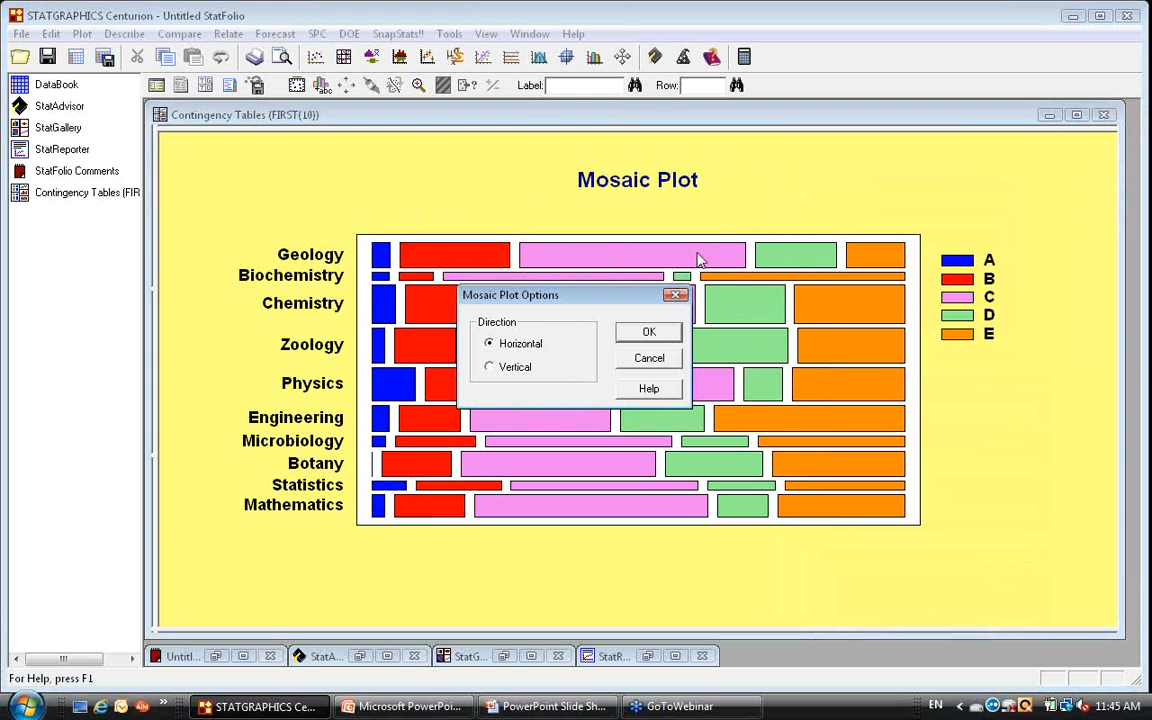 STATGRAPHICS Centurion - Untitled StatFolio
File Edit Plot Describe Compare Relate Forecast SPC DOE SnapStats!! Tools View Window Help
Label: Row:
DataBook
StatAdvisor
StatGallery
StatReporter
StatFolio Comments
Contingency Tables (FIR
Contingency Tables (FIRST(10))
Mosaic Plot
Geology
Biochemistry
Chemistry
Zoology
Physics
Engineering
Microbiology
Botany
Statistics
Mathematics
A
B
C
D
E
Mosaic Plot Options
Direction
Horizontal
Vertical
OK
Cancel
Help
Untitl... StatA... StatG... StatR...
For Help, press F1
STATGRAPHICS Ce... Microsoft PowerPoi... PowerPoint Slide Sh... GoToWebinar EN 11:45 AM